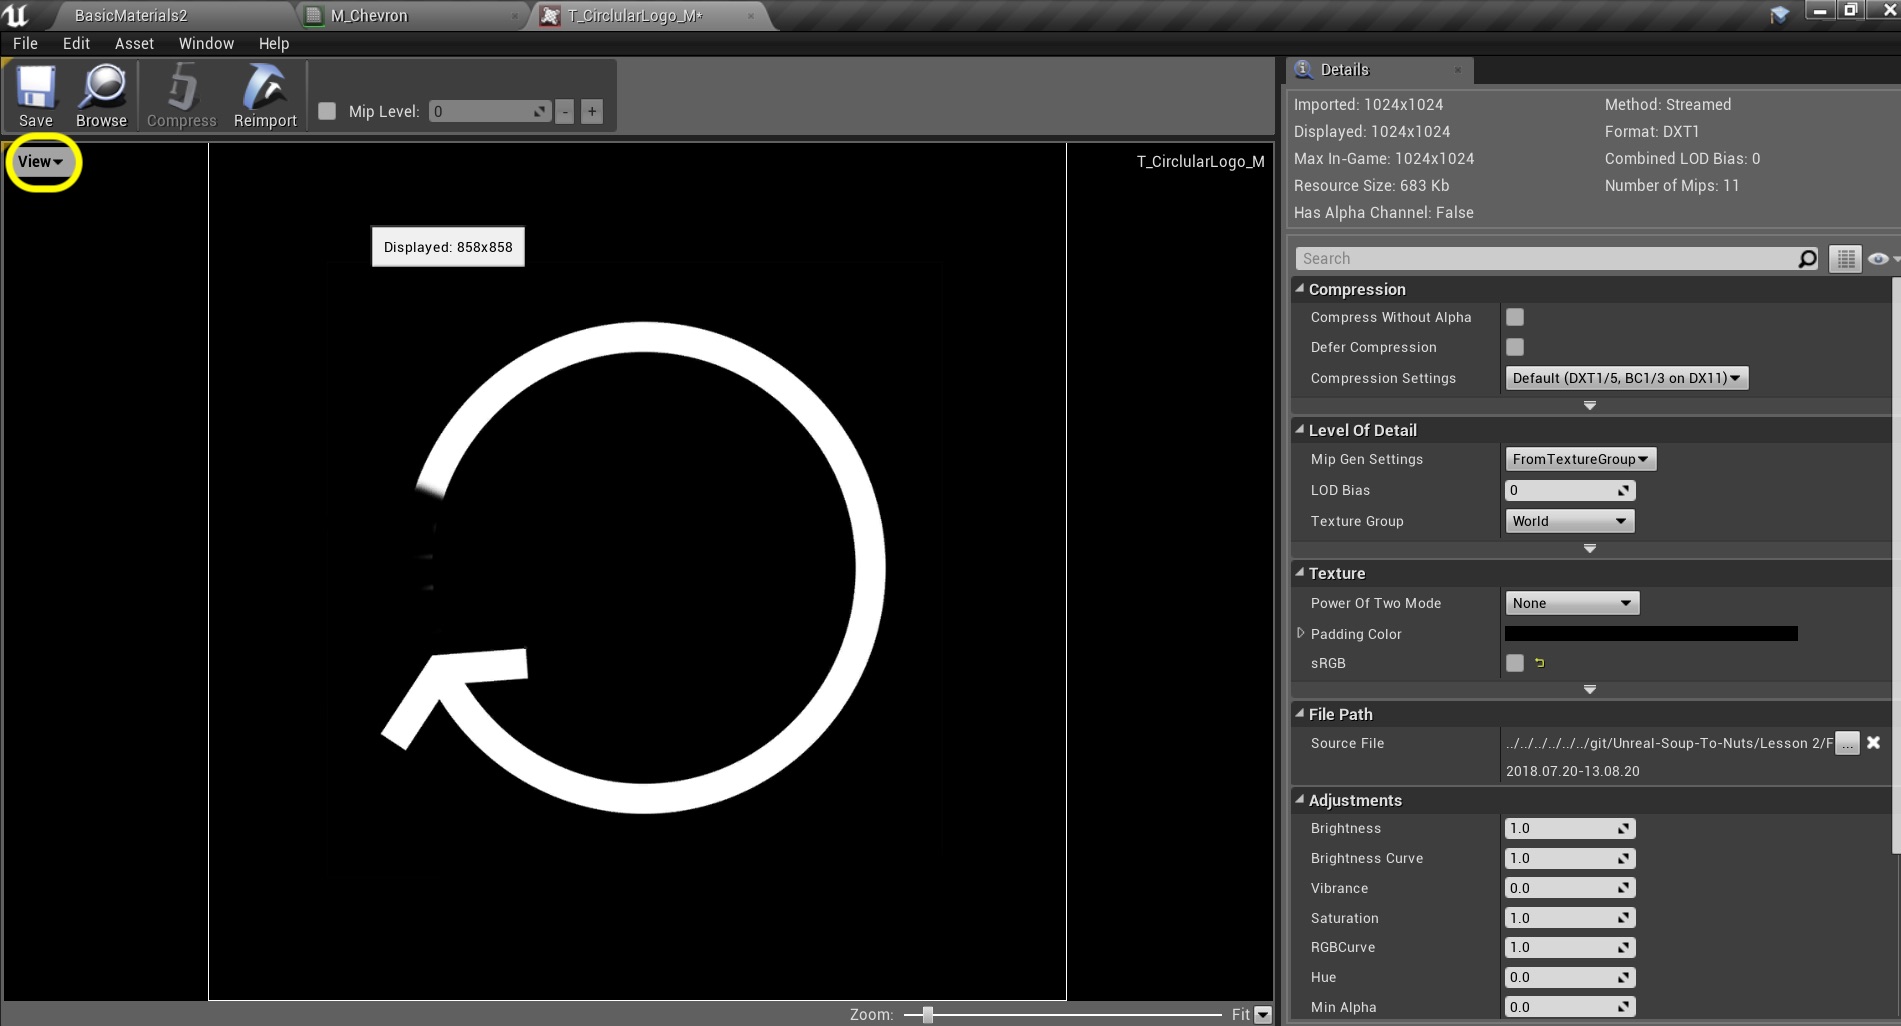 BasicMaterials2
M_Chevron
T_CirclularLogo_M*
File Edit Asset Window Help
Save Browse Compress Reimport Mip Level: 0 - +
View
T_CirclularLogo_M
Displayed: 858x858
Zoom: Fit
Details
Imported: 1024x1024 Method: Streamed
Displayed: 1024x1024 Format: DXT1
Max In-Game: 1024x1024 Combined LOD Bias: 0
Resource Size: 683 Kb Number of Mips: 11
Has Alpha Channel: False
Search
Compression
Compress Without Alpha
Defer Compression
Compression Settings Default (DXT1/5, BC1/3 on DX11)
Level Of Detail
Mip Gen Settings FromTextureGroup
LOD Bias 0
Texture Group World
Texture
Power Of Two Mode None
Padding Color
sRGB
File Path
Source File ../../../../../../git/Unreal-Soup-To-Nuts/Lesson 2/F ...
2018.07.20-13.08.20
Adjustments
Brightness 1.0
Brightness Curve 1.0
Vibrance 0.0
Saturation 1.0
RGBCurve 1.0
Hue 0.0
Min Alpha 0.0